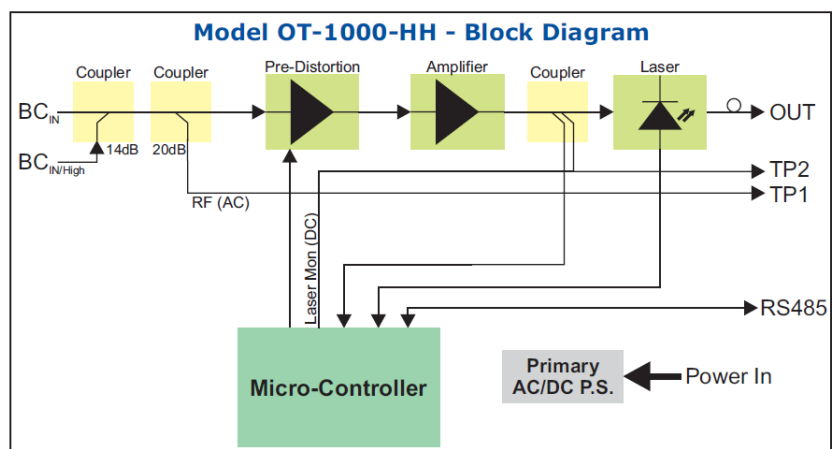 Model OT-1000-HH - Block Diagram
Coupler
Coupler
Pre-Distortion
Amplifier
Coupler
Laser
BCIN
OUT
14dB
20dB
BCIN/High
TP2
RF (AC)
TP1
Laser Mon (DC)
RS485
Micro-Controller
Primary
AC/DC P.S.
Power In